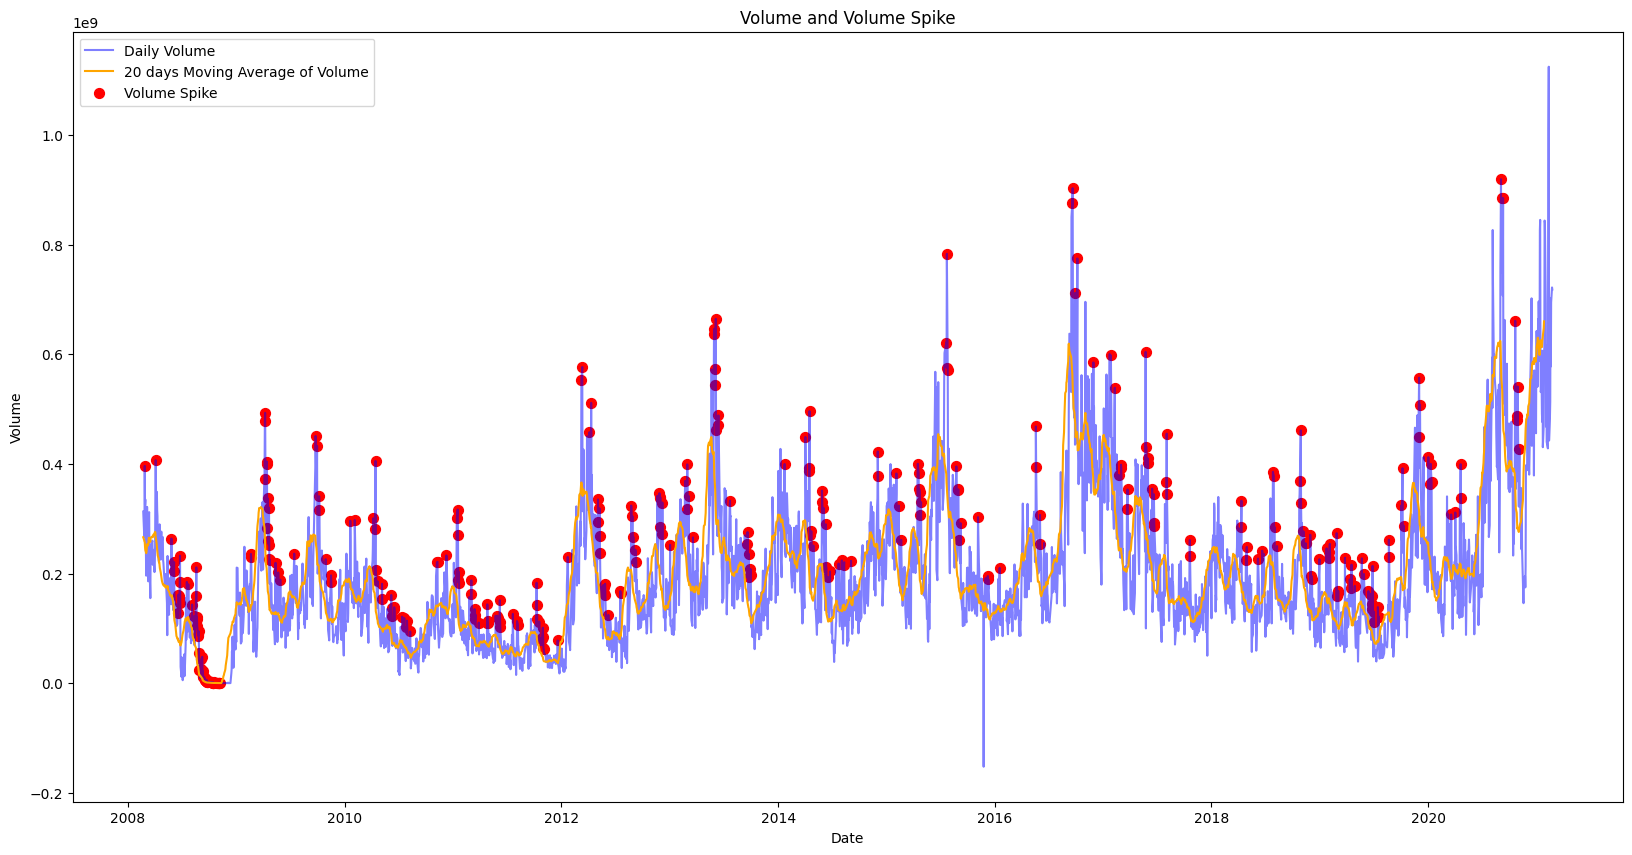 Volume and Volume Spike
1e9
Daily Volume
20 days Moving Average of Volume
Volume Spike
1.0
0.8
0.6
0.4
0.2
0.0
−0.2
Volume
2008 2010 2012 2014 2016 2018 2020
Date